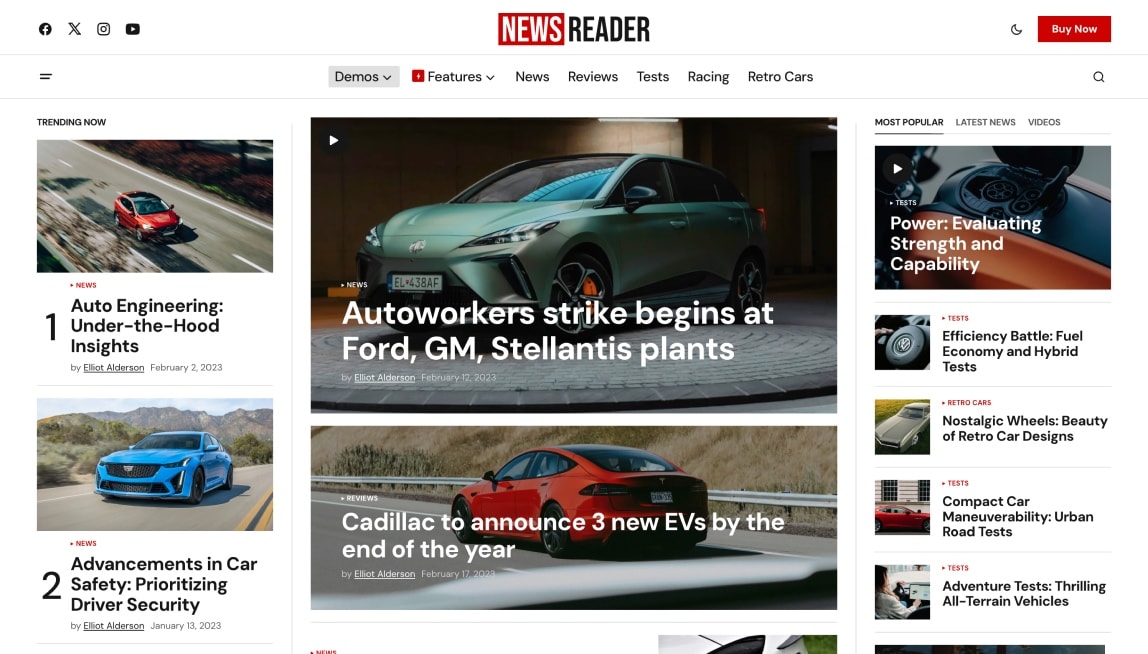 NEWS READER
Buy Now
Demos
Features
News
Reviews
Tests
Racing
Retro Cars
TRENDING NOW
NEWS
1
Auto Engineering:
Under-the-Hood
Insights
by Elliot Alderson February 2, 2023
NEWS
2
Advancements in Car
Safety: Prioritizing
Driver Security
by Elliot Alderson January 13, 2023
EL·438AF
NEWS
Autoworkers strike begins at
Ford, GM, Stellantis plants
by Elliot Alderson February 12, 2023
REVIEWS
Cadillac to announce 3 new EVs by the
end of the year
by Elliot Alderson February 17, 2023
NEWS
MOST POPULAR
LATEST NEWS
VIDEOS
TESTS
Power: Evaluating
Strength and
Capability
TESTS
Efficiency Battle: Fuel
Economy and Hybrid
Tests
RETRO CARS
Nostalgic Wheels: Beauty
of Retro Car Designs
TESTS
Compact Car
Maneuverability: Urban
Road Tests
TESTS
Adventure Tests: Thrilling
All-Terrain Vehicles